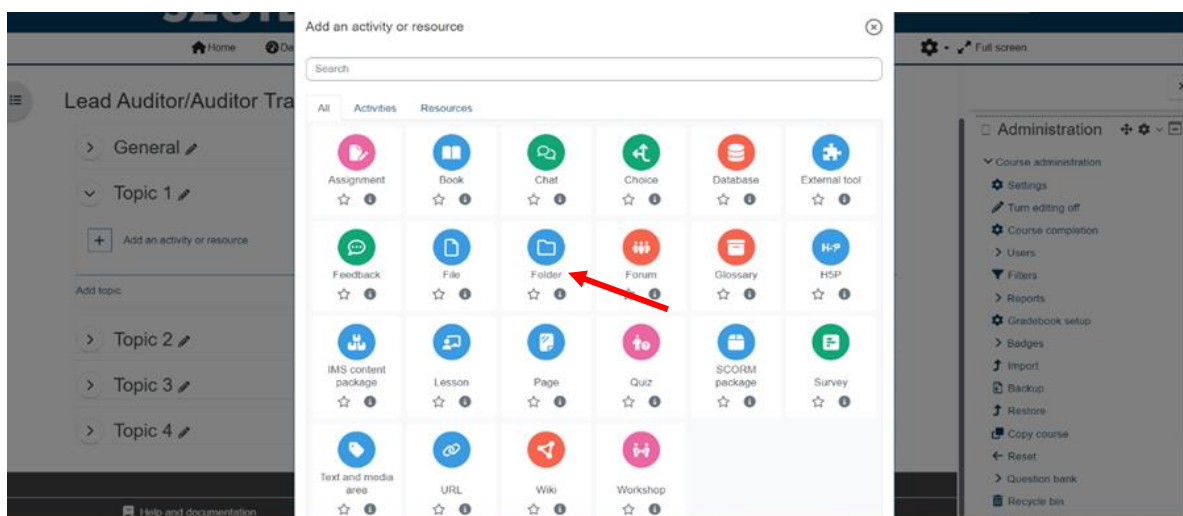 Add an activity or resource
Home
Full screen
Search
Lead Auditor/Auditor Tra
All Activities Resources
General
Topic 1
Add an activity or resource
Add topic
Topic 2
Topic 3
Topic 4
Assignment Book Chat Choice Database External tool
Feedback File Folder Forum Glossary H5P
H-P
IMS content
package Lesson Page Quiz SCORM
package Survey
Text and media
area URL Wiki Workshop
Administration
Course administration
Settings
Turn editing off
Course completion
Users
Filters
Reports
Gradebook setup
Badges
Import
Backup
Restore
Copy course
Reset
Question bank
Recycle bin
Help and documentation